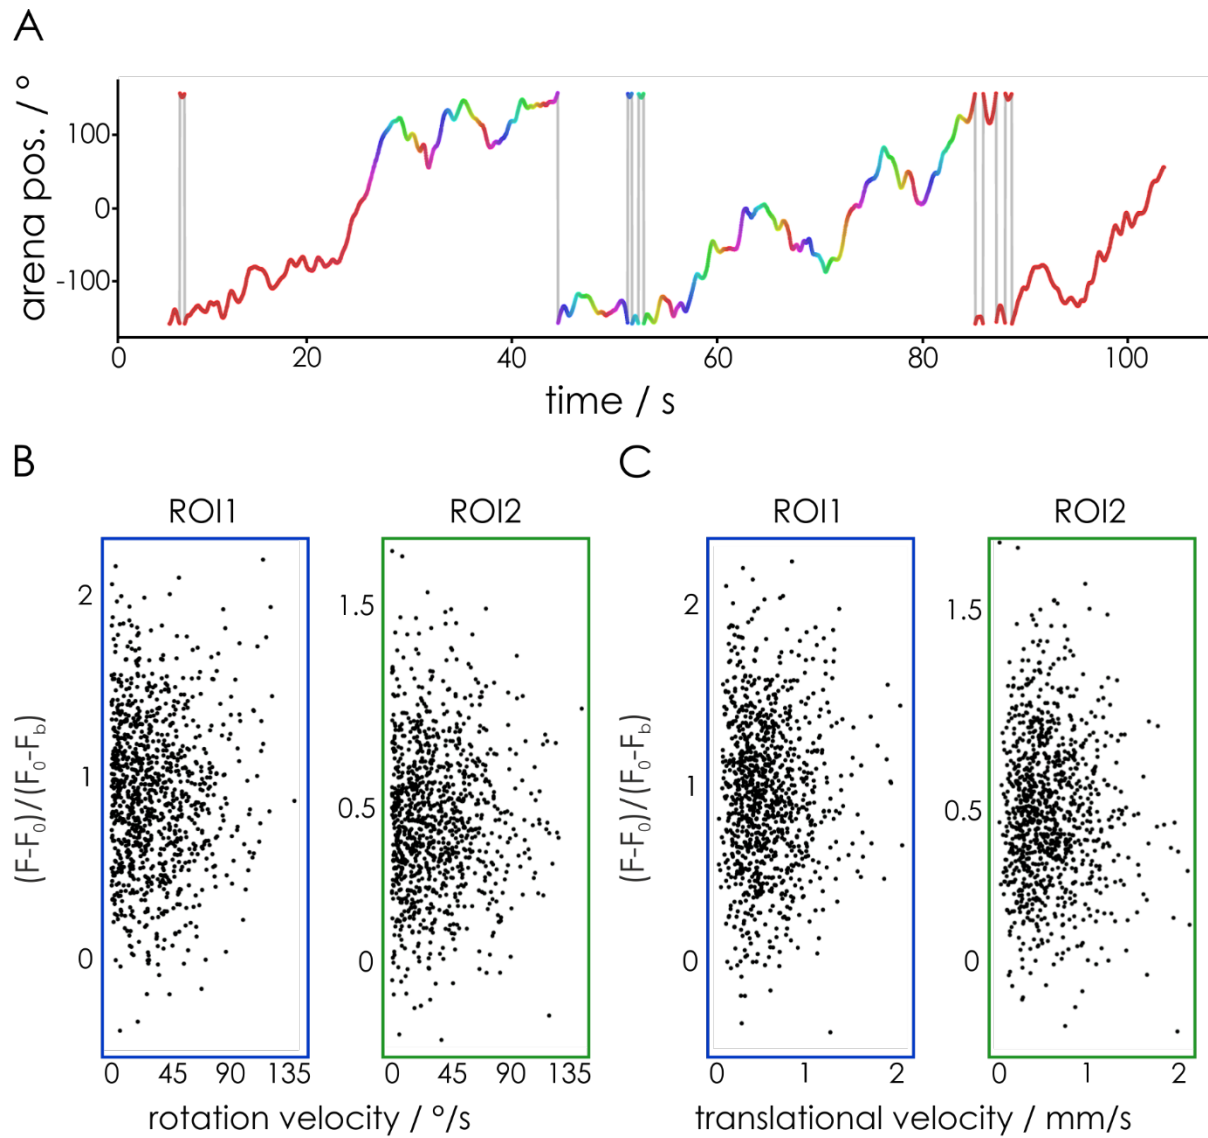 A
arena pos. / °
100
0
-100
0 20 40 60 80 100
time / s
B
ROI1 ROI2
(F-F₀)/(F₀-F_b)
2
1
0
1.5
0.5
0
0 45 90 135 0 45 90 135
rotation velocity / °/s
C
ROI1 ROI2
(F-F₀)/(F₀-F_b)
2
1
0
1.5
0.5
0
0 1 2 0 1 2
translational velocity / mm/s